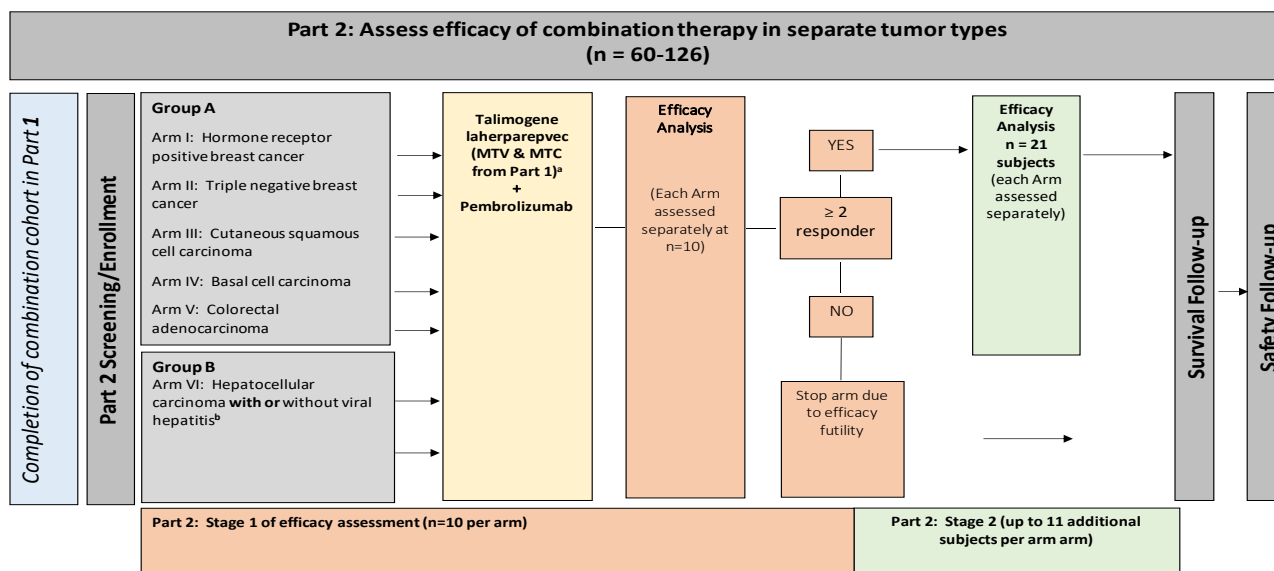 Part 2: Assess efficacy of combination therapy in separate tumor types
(n = 60-126)
Completion of combination cohort in Part 1
Part 2 Screening/Enrollment
Group A
Arm I: Hormone receptor
positive breast cancer
Arm II: Triple negative breast
cancer
Arm III: Cutaneous squamous
cell carcinoma
Arm IV: Basal cell carcinoma
Arm V: Colorectal
adenocarcinoma
Group B
Arm VI: Hepatocellular
carcinoma with or without viral
hepatitisᵇ
Talimogene
laherparepvec
(MTV & MTC
from Part 1)ᵃ
+
Pembrolizumab
Efficacy
Analysis
(Each Arm
assessed
separately at
n=10)
YES
≥ 2
responder
NO
Stop arm due
to efficacy
futility
Efficacy
Analysis
n = 21
subjects
(each Arm
assessed
separately)
Survival Follow-up
Safety Follow-up
Part 2: Stage 1 of efficacy assessment (n=10 per arm)
Part 2: Stage 2 (up to 11 additional
subjects per arm arm)